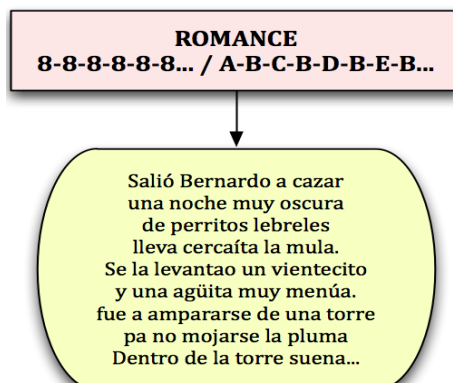 ROMANCE
8-8-8-8-8-8... / A-B-C-B-D-B-E-B...
Salió Bernardo a cazar
una noche muy oscura
de perritos lebreles
lleva cercaíta la mula.
Se la levantao un vientecito
y una agüita muy menúa.
fue a ampararse de una torre
pa no mojarse la pluma
Dentro de la torre suena...